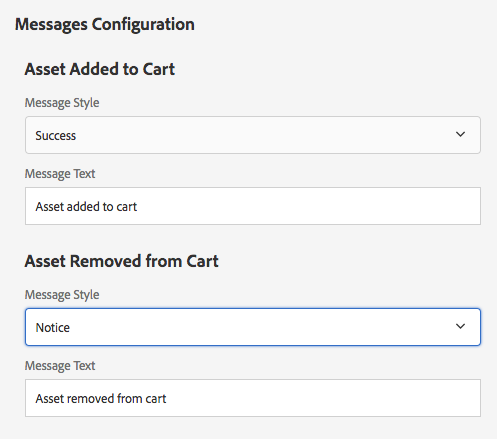 Messages Configuration
Asset Added to Cart
Message Style
Success
Message Text
Asset added to cart
Asset Removed from Cart
Message Style
Notice
Message Text
Asset removed from cart